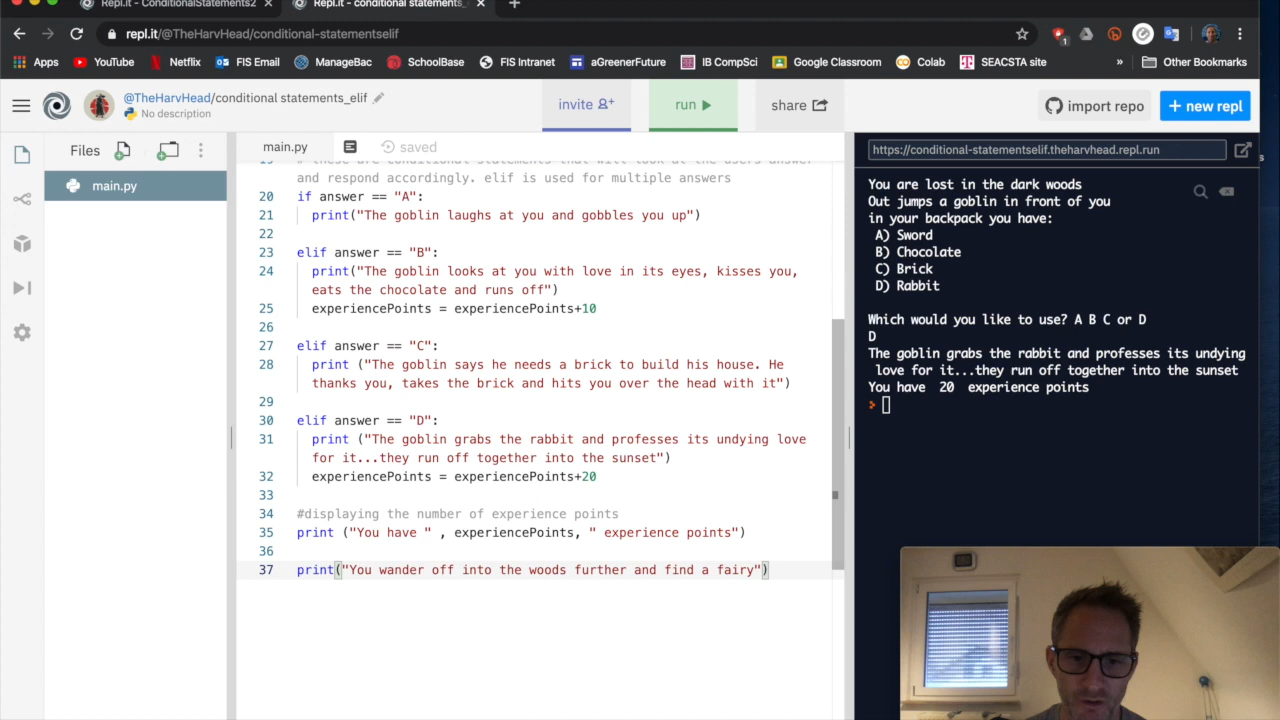 Repl.it - ConditionalStatements2
Repl.it - conditional statements_
repl.it/@TheHarvHead/conditional-statementselif
1
Apps
YouTube
Netflix
FIS Email
ManageBac
SchoolBase
FIS Intranet
aGreenerFuture
IB CompSci
Google Classroom
Colab
SEACSTA site
»
Other Bookmarks
@TheHarvHead/conditional statements_elif
No description
invite
run
share
import repo
+ new repl
Files
main.py
main.py
saved
19 # these are conditional statements that will look at the users answer
and respond accordingly. elif is used for multiple answers
20 if answer == "A":
21 print("The goblin laughs at you and gobbles you up")
22
23 elif answer == "B":
24 print("The goblin looks at you with love in its eyes, kisses you,
eats the chocolate and runs off")
25 experiencePoints = experiencePoints+10
26
27 elif answer == "C":
28 print ("The goblin says he needs a brick to build his house. He
thanks you, takes the brick and hits you over the head with it")
29
30 elif answer == "D":
31 print ("The goblin grabs the rabbit and professes its undying love
for it...they run off together into the sunset")
32 experiencePoints = experiencePoints+20
33
34 #displaying the number of experience points
35 print ("You have " , experiencePoints, " experience points")
36
37 print("You wander off into the woods further and find a fairy")
https://conditional-statementself.theharvhead.repl.run
You are lost in the dark woods
Out jumps a goblin in front of you
in your backpack you have:
A) Sword
B) Chocolate
C) Brick
D) Rabbit
Which would you like to use? A B C or D
D
The goblin grabs the rabbit and professes its undying
love for it...they run off together into the sunset
You have  20  experience points